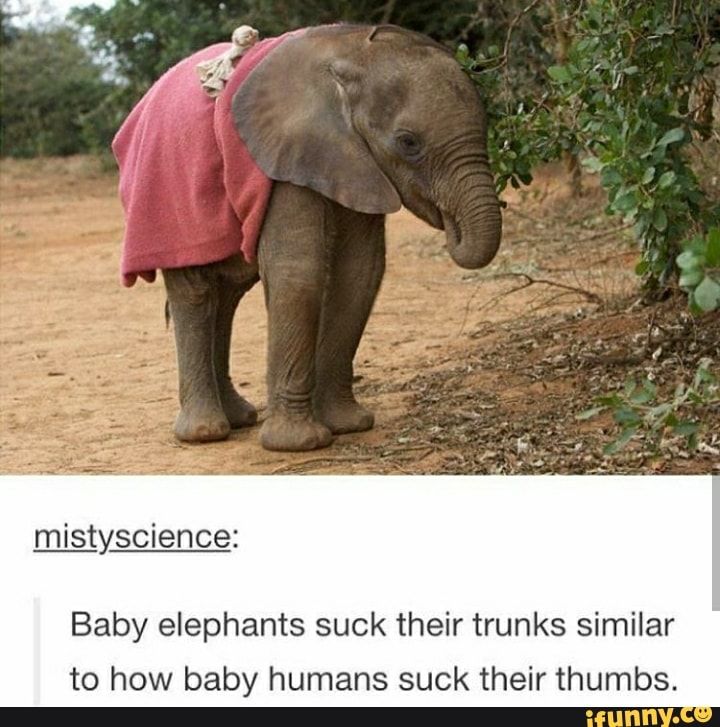 mistyscience:
Baby elephants suck their trunks similar
to how baby humans suck their thumbs.
ifunny.co